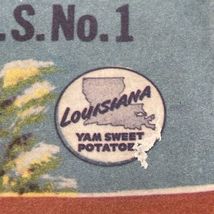 .S.No.1
LOUISIANA
YAM SWEET
POTATOE